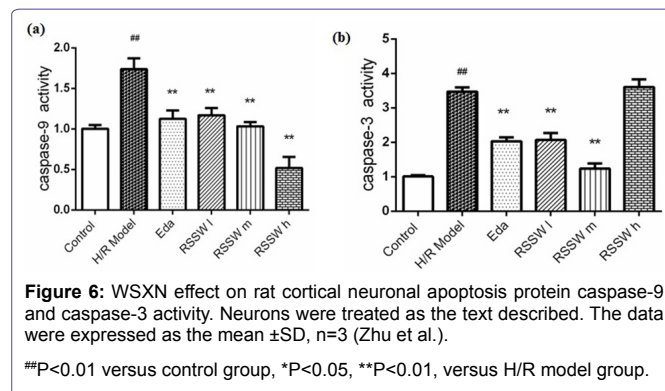 (a)
##
**
**
**
**
caspase-9 activity
2.0
1.5
1.0
0.5
0.0
Control
H/R Model
Eda
RSSW l
RSSW m
RSSW h
(b)
##
**
**
**
caspase-3 activity
5
4
3
2
1
0
Control
H/R Model
Eda
RSSW l
RSSW m
RSSW h
Figure 6: WSXN effect on rat cortical neuronal apoptosis protein caspase-9
and caspase-3 activity. Neurons were treated as the text described. The data
were expressed as the mean ±SD, n=3 (Zhu et al.).
##P<0.01 versus control group, *P<0.05, **P<0.01, versus H/R model group.